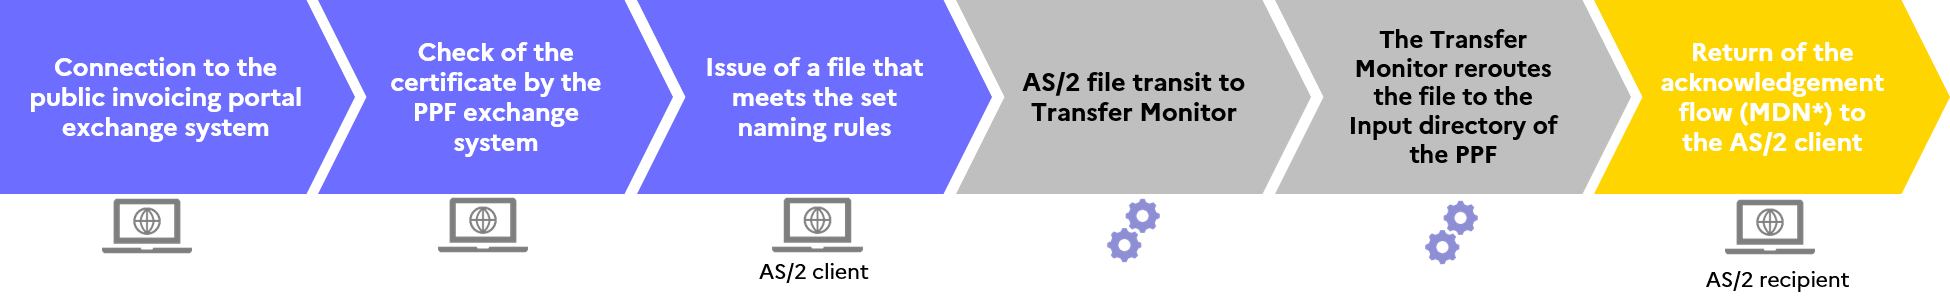 Connection to the
public invoicing portal
exchange system
Check of the
certificate by the
PPF exchange
system
Issue of a file that
meets the set
naming rules
AS/2 file transit to
Transfer Monitor
The Transfer
Monitor reroutes
the file to the
Input directory of
the PPF
Return of the
acknowledgement
flow (MDN*) to
the AS/2 client
AS/2 client
AS/2 recipient